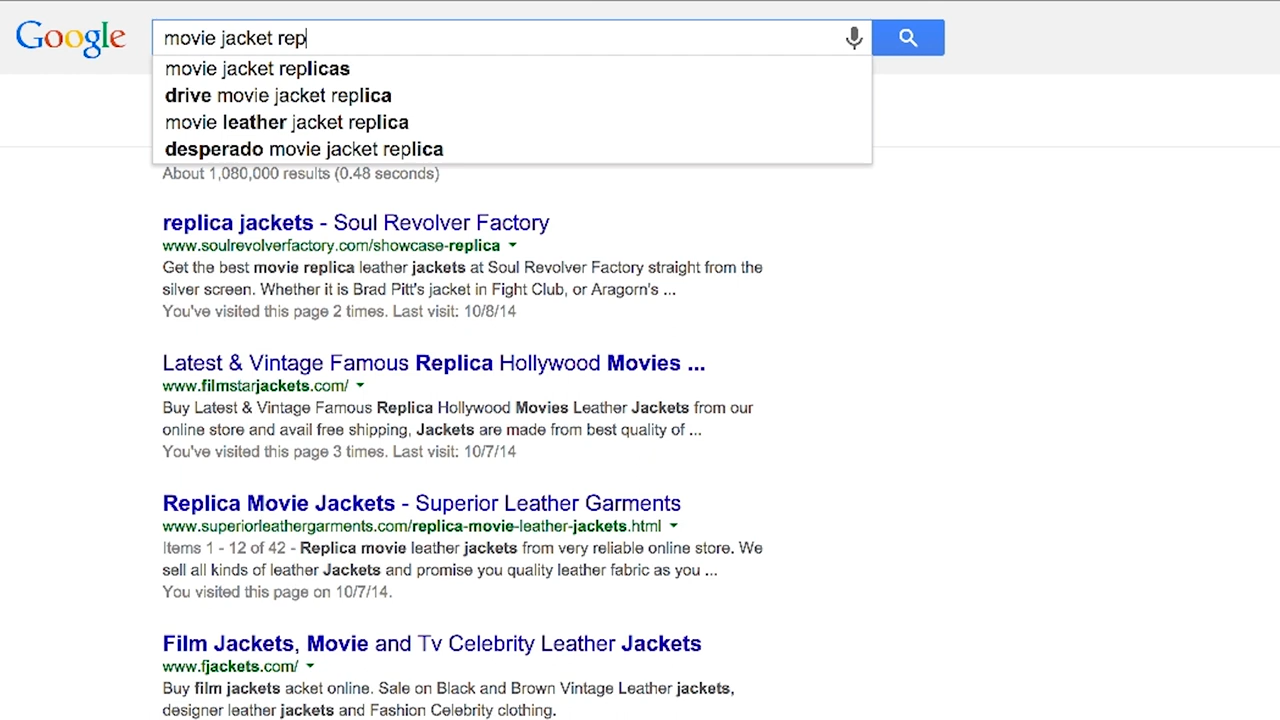 Google
movie jacket rep
movie jacket replicas
drive movie jacket replica
movie leather jacket replica
desperado movie jacket replica
About 1,080,000 results (0.48 seconds)
replica jackets - Soul Revolver Factory
www.soulrevolverfactory.com/showcase-replica
Get the best movie replica leather jackets at Soul Revolver Factory straight from the
silver screen. Whether it is Brad Pitt's jacket in Fight Club, or Aragorn's ...
You've visited this page 2 times. Last visit: 10/8/14
Latest & Vintage Famous Replica Hollywood Movies ...
www.filmstarjackets.com/
Buy Latest & Vintage Famous Replica Hollywood Movies Leather Jackets from our
online store and avail free shipping, Jackets are made from best quality of ...
You've visited this page 3 times. Last visit: 10/7/14
Replica Movie Jackets - Superior Leather Garments
www.superiorleathergarments.com/replica-movie-leather-jackets.html
Items 1 - 12 of 42 - Replica movie leather jackets from very reliable online store. We
sell all kinds of leather Jackets and promise you quality leather fabric as you ...
You visited this page on 10/7/14.
Film Jackets, Movie and Tv Celebrity Leather Jackets
www.fjackets.com/
Buy film jackets acket online. Sale on Black and Brown Vintage Leather jackets,
designer leather jackets and Fashion Celebrity clothing.